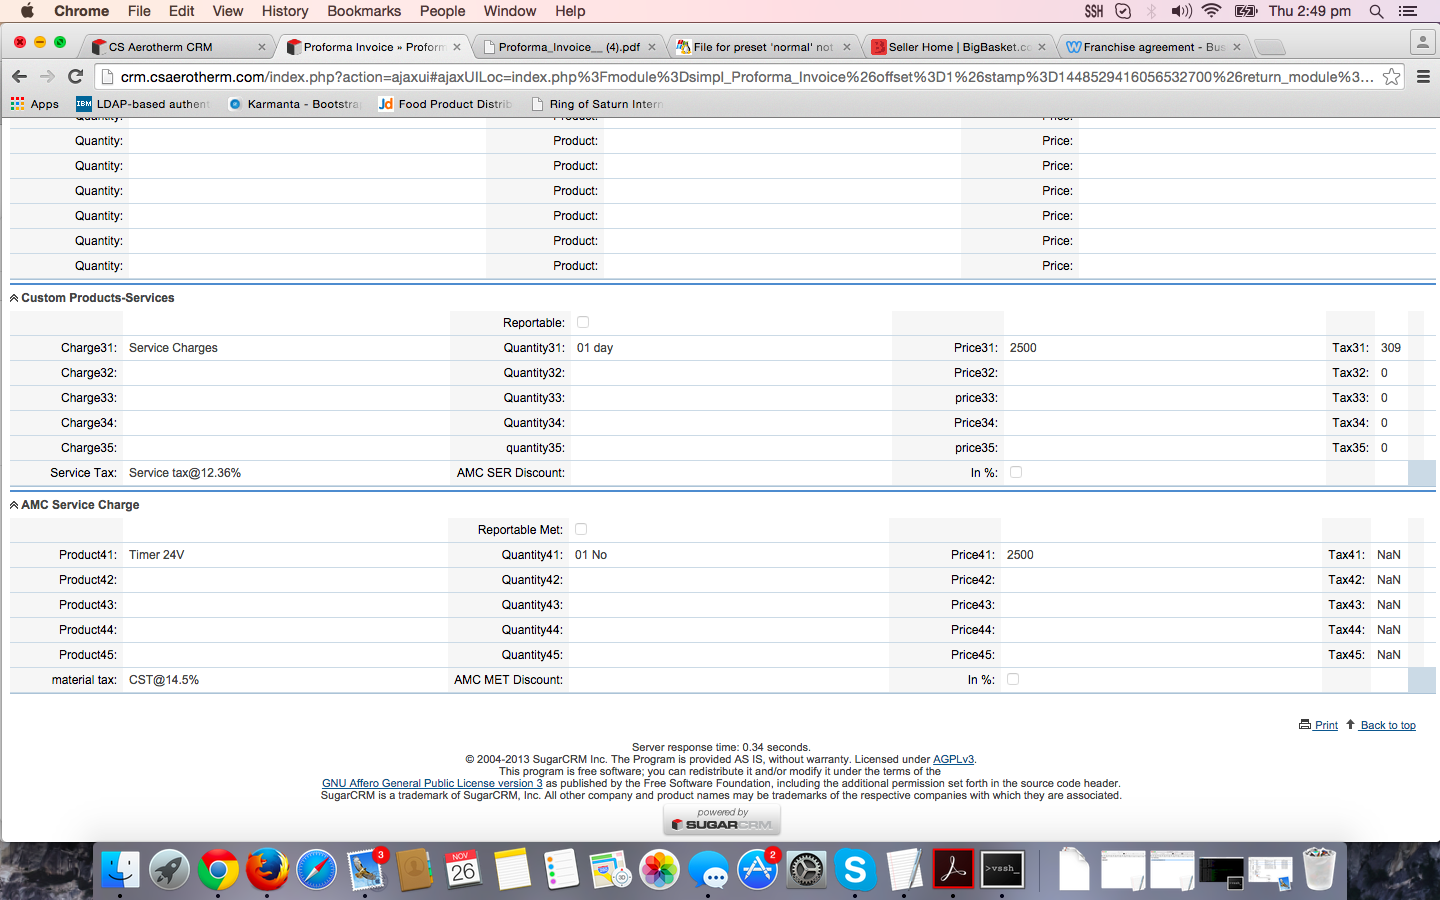 Chrome File Edit View History Bookmarks People Window Help SSH Thu 2:49 pm
CS Aerotherm CRM Proforma Invoice » Proform Proforma_Invoice__ (4).pdf File for preset 'normal' not Seller Home | BigBasket.co Franchise agreement - Bus
crm.csaerotherm.com/index.php?action=ajaxui#ajaxUILoc=index.php%3Fmodule%3Dsimpl_Proforma_Invoice%26offset%3D1%26stamp%3D1448529416056532700%26return_module%3...
Apps IBM LDAP-based authent Karmanta - Bootstra Jd Food Product Distrib Ring of Saturn Intern
Quantity: Product: Price:
Quantity: Product: Price:
Quantity: Product: Price:
Quantity: Product: Price:
Quantity: Product: Price:
Quantity: Product: Price:
Quantity: Product: Price:
Custom Products-Services
Reportable:
Charge31: Service Charges Quantity31: 01 day Price31: 2500 Tax31: 309
Charge32: Quantity32: Price32: Tax32: 0
Charge33: Quantity33: price33: Tax33: 0
Charge34: Quantity34: Price34: Tax34: 0
Charge35: quantity35: price35: Tax35: 0
Service Tax: Service tax@12.36% AMC SER Discount: In %:
AMC Service Charge
Reportable Met:
Product41: Timer 24V Quantity41: 01 No Price41: 2500 Tax41: NaN
Product42: Quantity42: Price42: Tax42: NaN
Product43: Quantity43: Price43: Tax43: NaN
Product44: Quantity44: Price44: Tax44: NaN
Product45: Quantity45: Price45: Tax45: NaN
material tax: CST@14.5% AMC MET Discount: In %:
Print Back to top
Server response time: 0.34 seconds.
© 2004-2013 SugarCRM Inc. The Program is provided AS IS, without warranty. Licensed under AGPLv3.
This program is free software; you can redistribute it and/or modify it under the terms of the
GNU Affero General Public License version 3 as published by the Free Software Foundation, including the additional permission set forth in the source code header.
SugarCRM is a trademark of SugarCRM, Inc. All other company and product names may be trademarks of the respective companies with which they are associated.
powered by
SUGARCRM
3 NOV 26 2 >vssh_